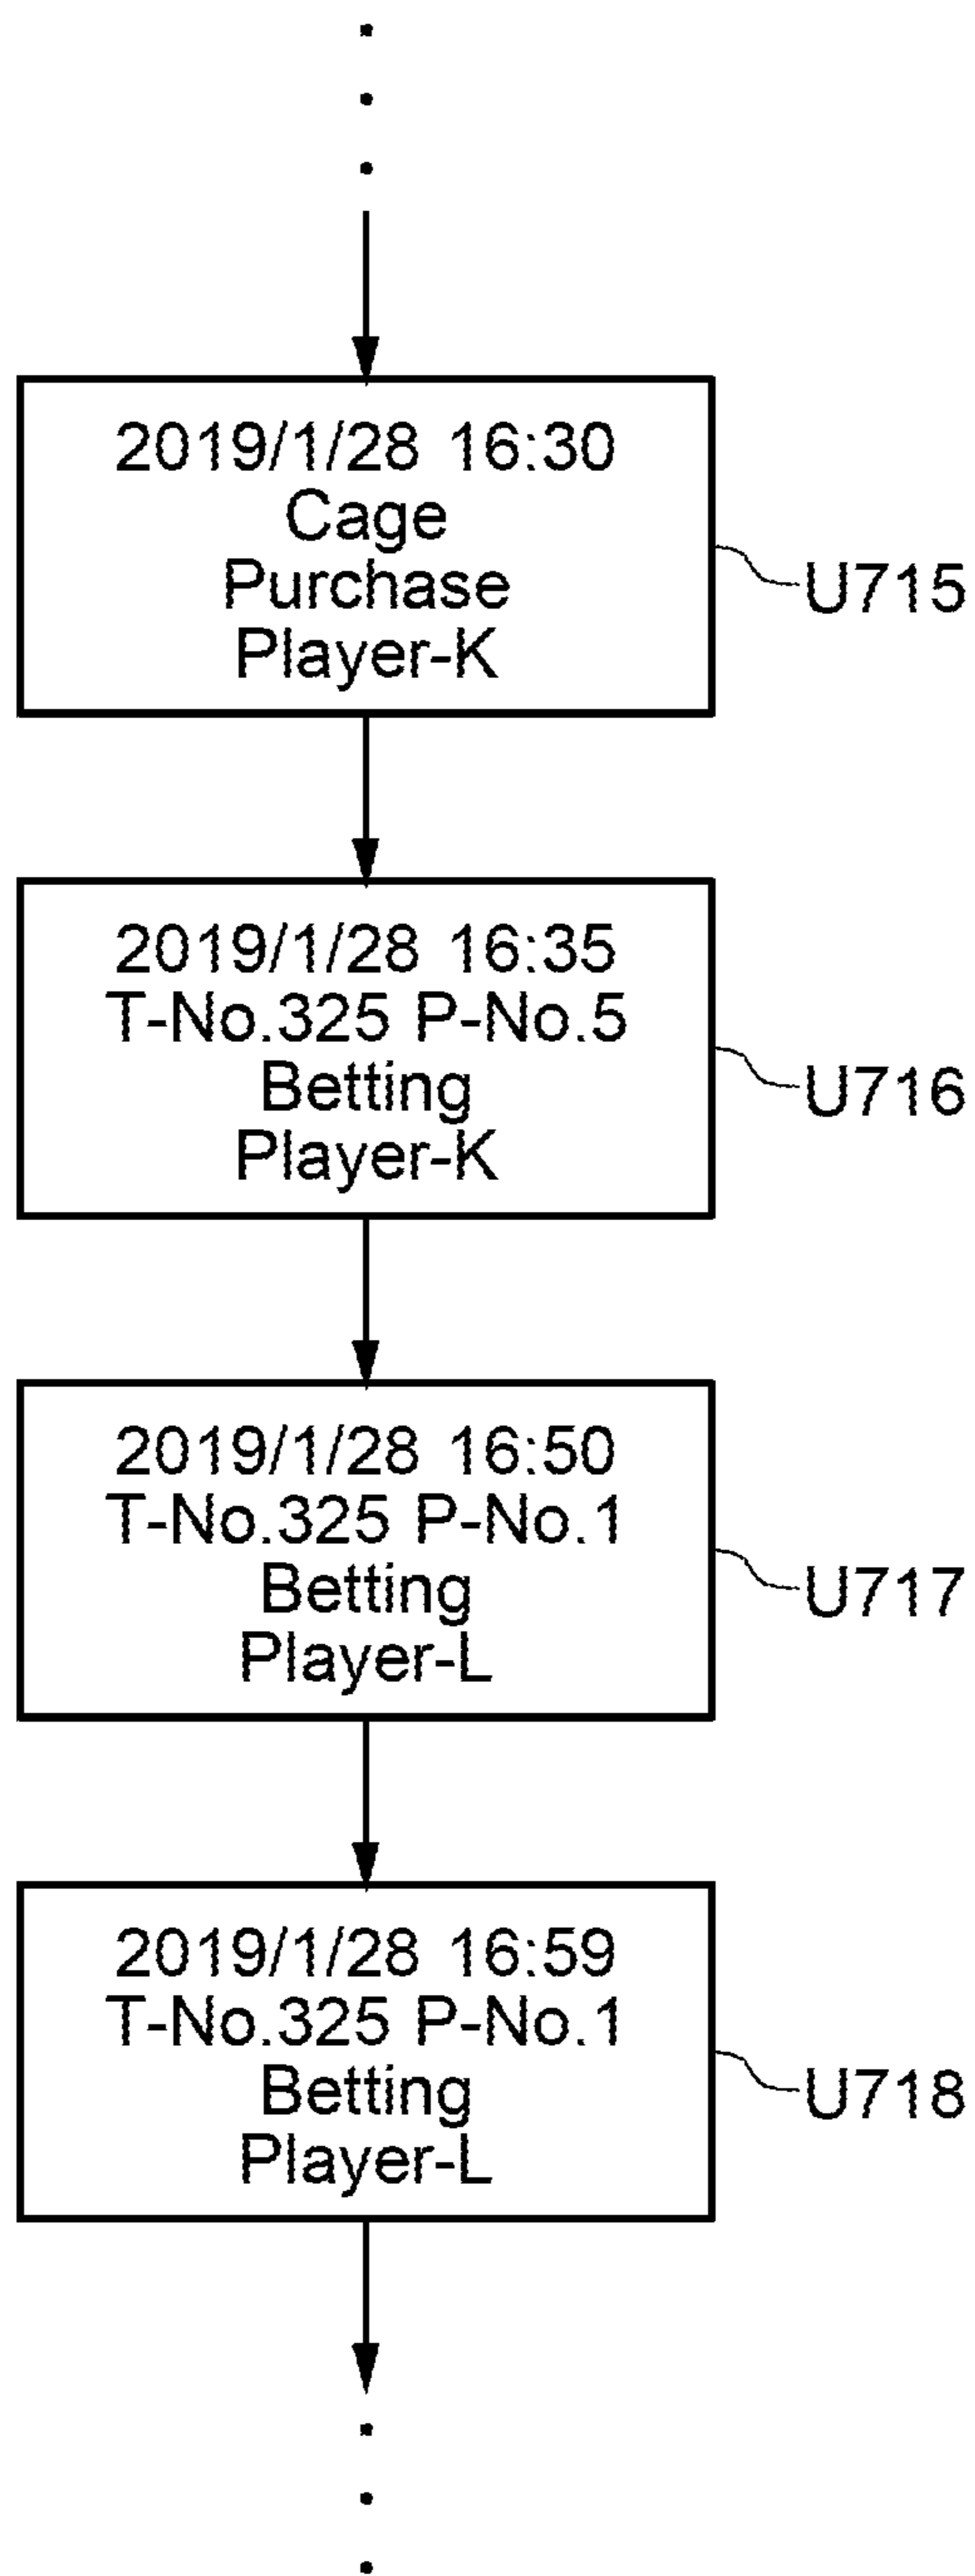 2019/1/28 16:30
Cage
Purchase
Player-K
U715
2019/1/28 16:35
T-No.325 P-No.5
Betting
Player-K
U716
2019/1/28 16:50
T-No.325 P-No.1
Betting
Player-L
U717
2019/1/28 16:59
T-No.325 P-No.1
Betting
Player-L
U718